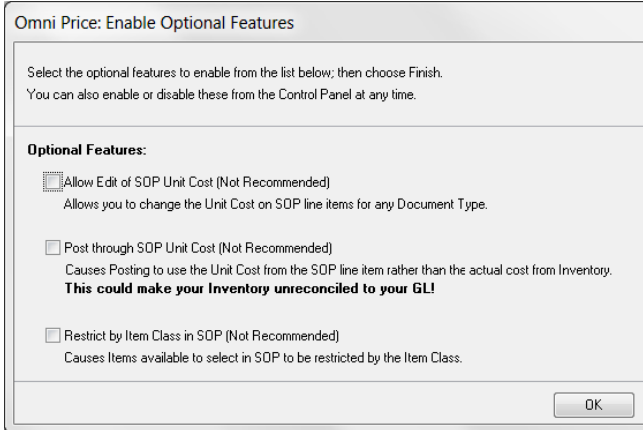 Omni Price: Enable Optional Features
Select the optional features to enable from the list below; then choose Finish.
You can also enable or disable these from the Control Panel at any time.
Optional Features:
Allow Edit of SOP Unit Cost (Not Recommended)
Allows you to change the Unit Cost on SOP line items for any Document Type.
Post through SOP Unit Cost (Not Recommended)
Causes Posting to use the Unit Cost from the SOP line item rather than the actual cost from Inventory.
This could make your Inventory unreconciled to your GL!
Restrict by Item Class in SOP (Not Recommended)
Causes Items available to select in SOP to be restricted by the Item Class.
OK